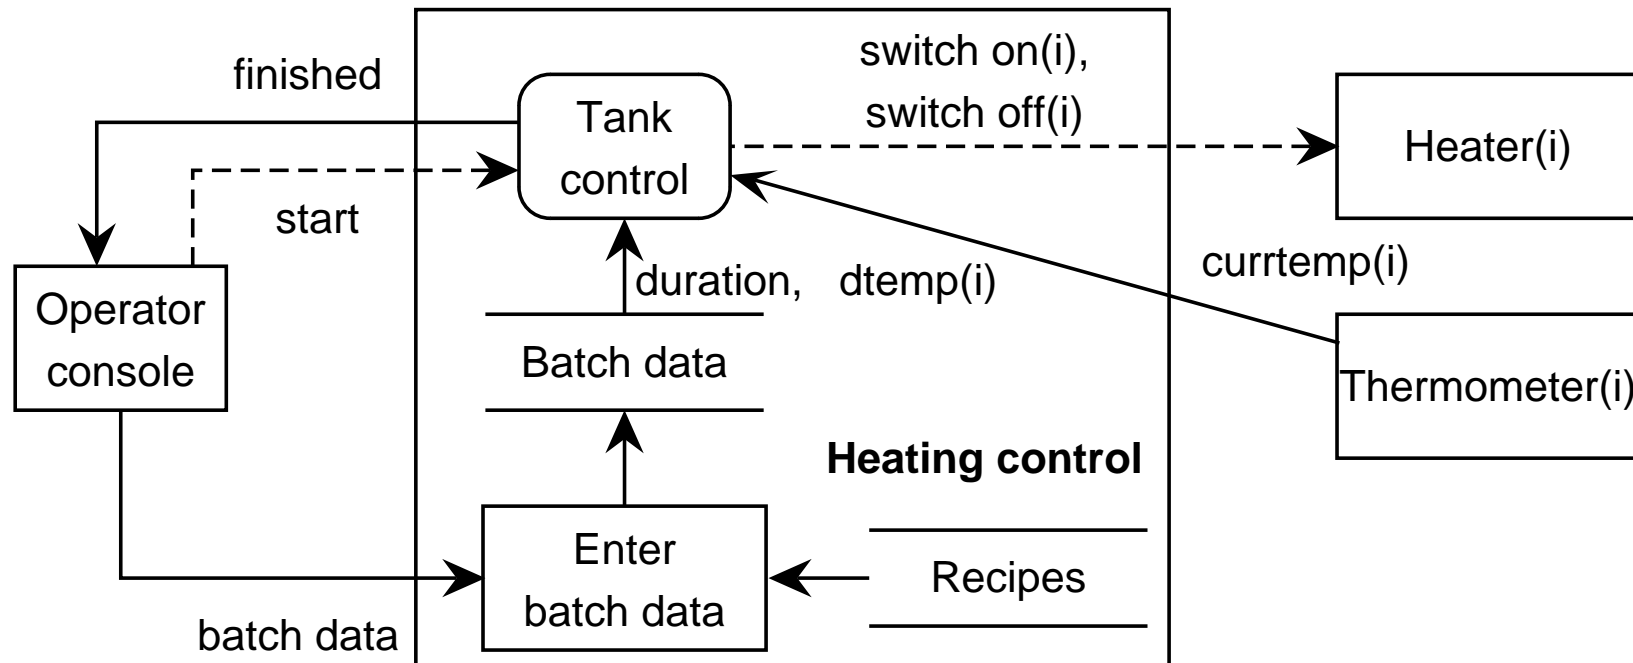 finished
switch on(i),
switch off(i)
Tank
control
Heater(i)
start
currtemp(i)
duration, dtemp(i)
Operator
console
Batch data
Thermometer(i)
Heating control
Enter
batch data
Recipes
batch data